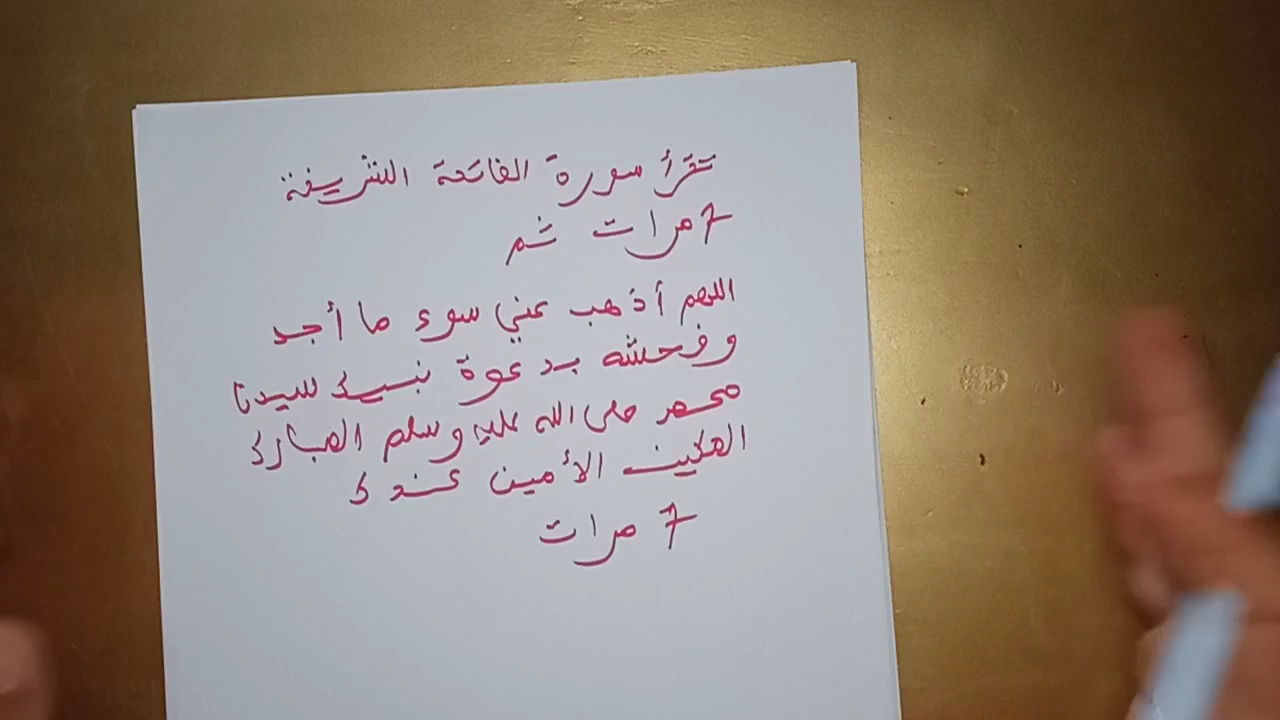 تقرأ سورة الفاتحة الشريفة
7 مرات ثم
اللهم أذهب عني سوء ما أجد
وفحشه بدعوة نبيك سيدنا
محمد صلى الله عليه وسلم المبارك
المكين الأمين عندك
7 مرات